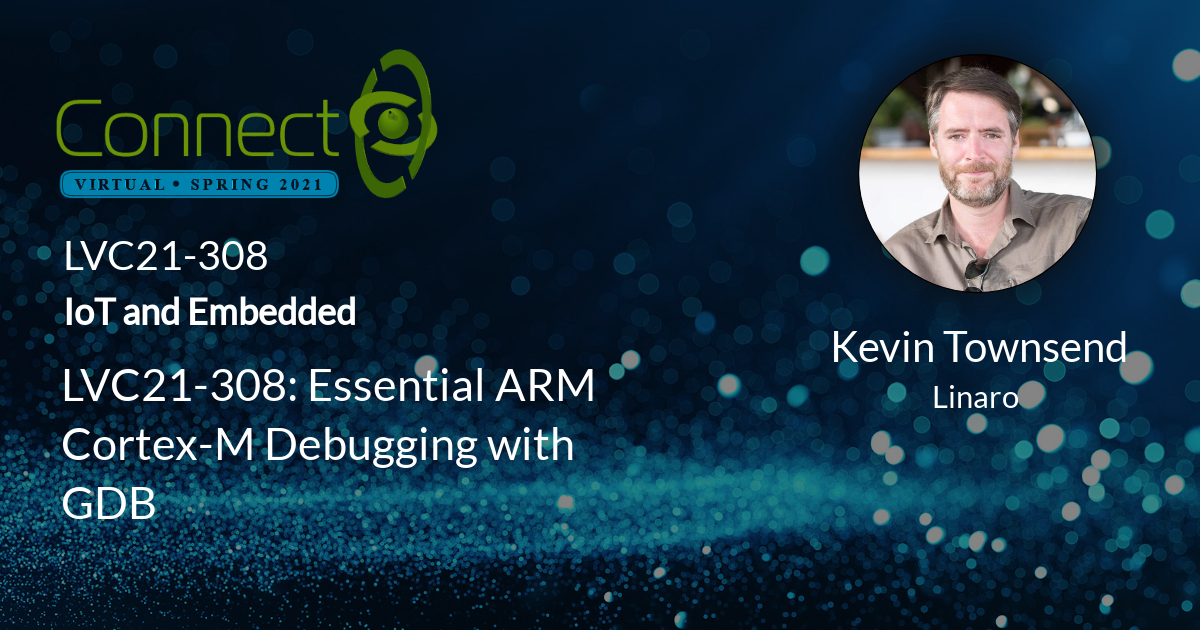 Connect
VIRTUAL • SPRING 2021
LVC21-308
IoT and Embedded
LVC21-308: Essential ARM
Cortex-M Debugging with
GDB
Kevin Townsend
Linaro